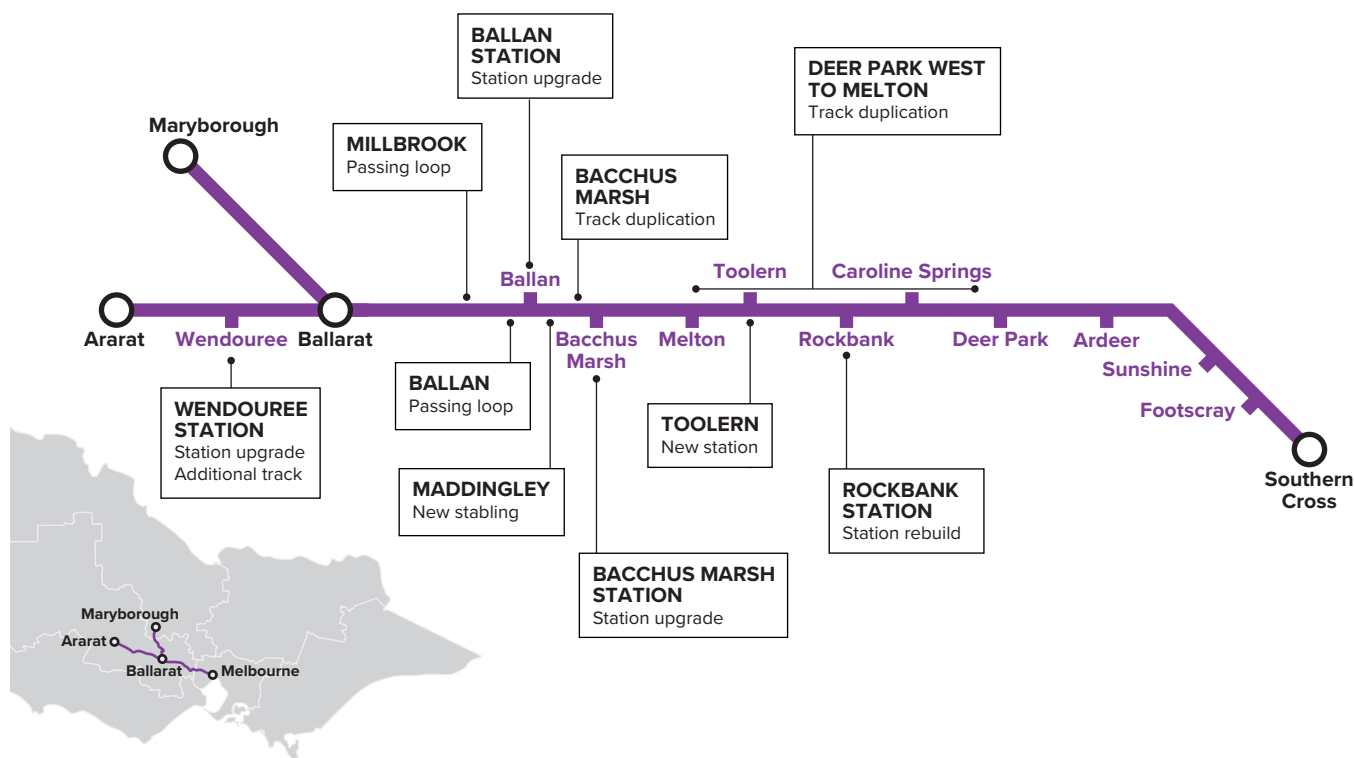 BALLAN
STATION
Station upgrade
DEER PARK WEST
TO MELTON
Track duplication
Maryborough
MILLBROOK
Passing loop
BACCHUS
MARSH
Track duplication
Ballan
Toolern
Caroline Springs
Ararat
Wendouree
Ballarat
Bacchus
Marsh
Melton
Rockbank
Deer Park
Ardeer
Sunshine
Footscray
Southern
Cross
WENDOUREE
STATION
Station upgrade
Additional track
BALLAN
Passing loop
MADDINGLEY
New stabling
TOOLERN
New station
ROCKBANK
STATION
Station rebuild
BACCHUS MARSH
STATION
Station upgrade
Maryborough
Ararat
Ballarat
Melbourne